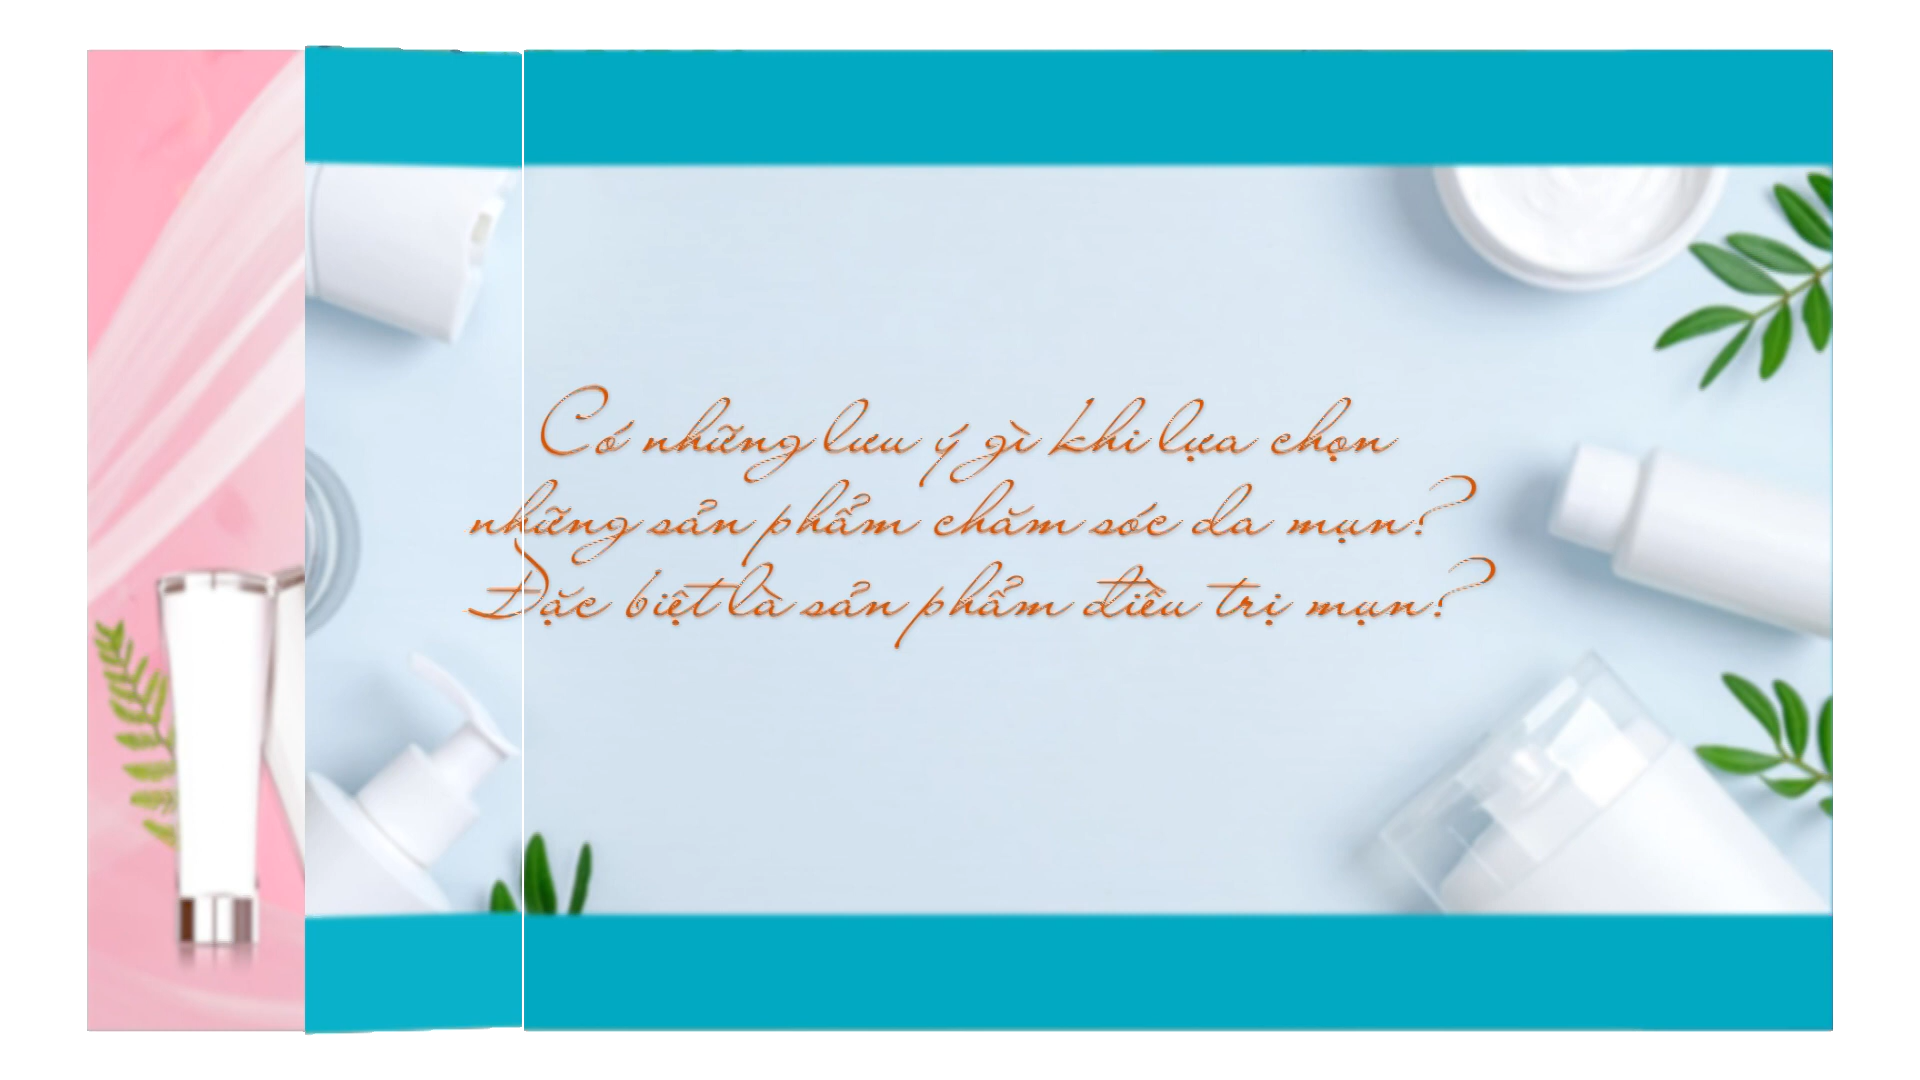 Có những lưu ý gì khi lựa chọn
những sản phẩm chăm sóc da mụn?
Đặc biệt là sản phẩm điều trị mụn?